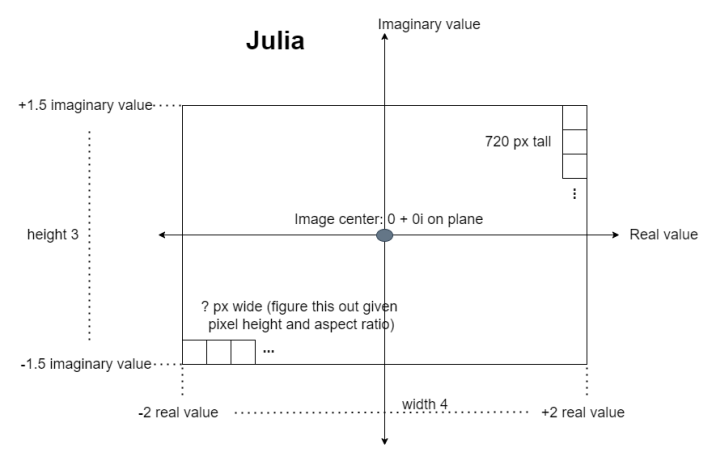 Julia
Imaginary value
+1.5 imaginary value
720 px tall
...
Image center: 0 + 0i on plane
height 3
Real value
? px wide (figure this out given
pixel height and aspect ratio)
...
-1.5 imaginary value
-2 real value
width 4
+2 real value